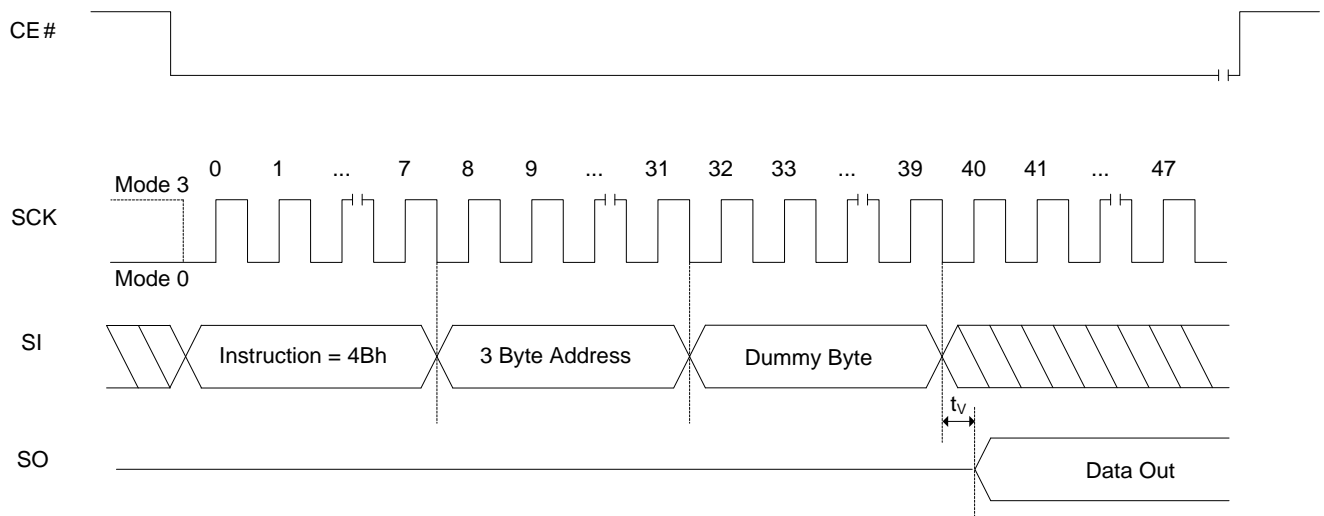 CE#
0 1 ... 7 8 9 ... 31 32 33 ... 39 40 41 ... 47
Mode 3
SCK
Mode 0
SI
Instruction = 4Bh
3 Byte Address
Dummy Byte
tV
SO
Data Out